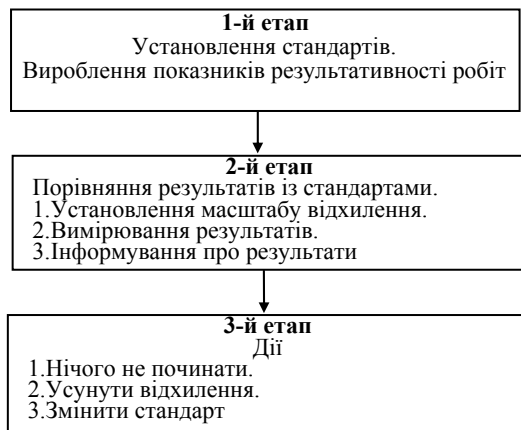 1-й етап
Установлення стандартів.
Вироблення показників результативності робіт
2-й етап
Порівняння результатів із стандартами.
1.Установлення масштабу відхилення.
2.Вимірювання результатів.
3.Інформування про результати
3-й етап
Дії
1.Нічого не починати.
2.Усунути відхилення.
3.Змінити стандарт